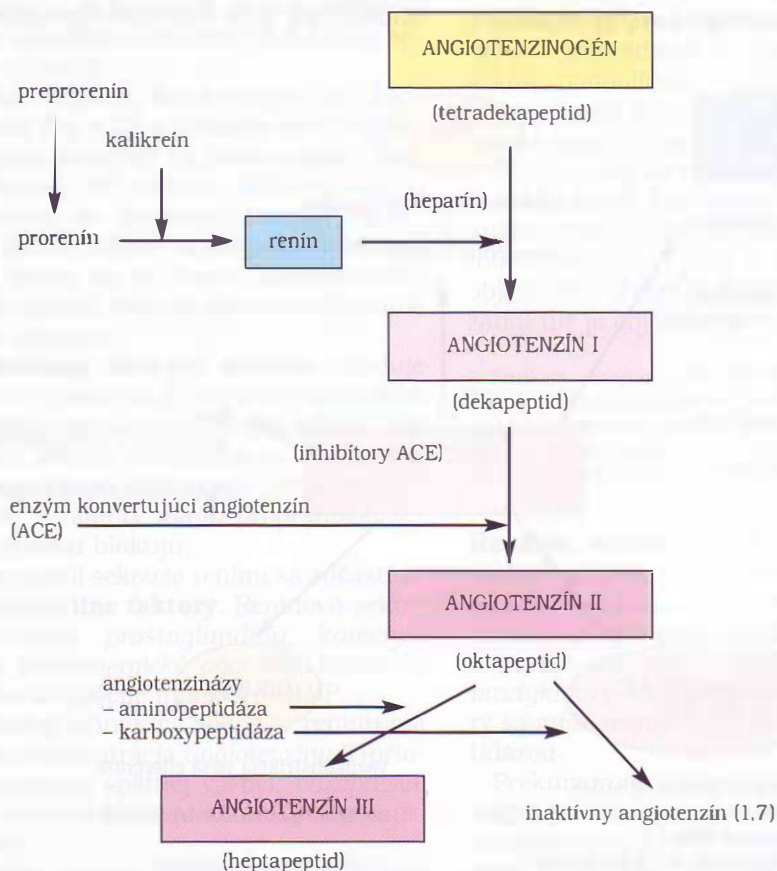 ANGIOTENZINOGÉN
(tetradekapeptid)
preprorenín
kalikreín
(heparín)
prorenín
renín
ANGIOTENZÍN I
(dekapeptid)
(inhibítory ACE)
enzým konvertujúci angiotenzín
(ACE)
ANGIOTENZÍN II
(oktapeptid)
angiotenzinázy
– aminopeptidáza
– karboxypeptidáza
ANGIOTENZÍN III
(heptapeptid)
inaktívny angiotenzín (1.7)